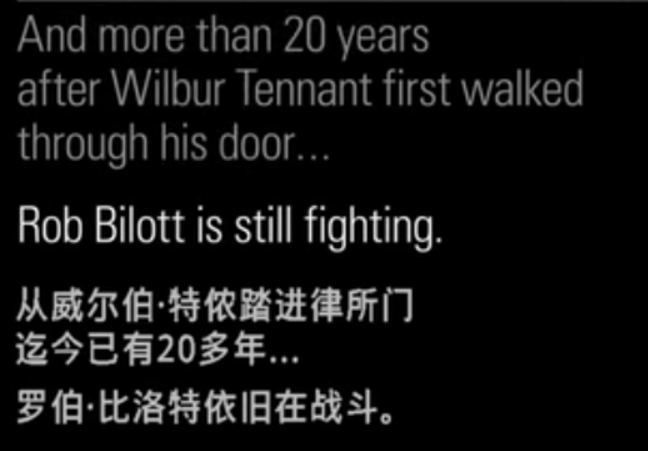 And more than 20 years
after Wilbur Tennant first walked
through his door...
Rob Bilott is still fighting.
从威尔伯·特侬踏进律所门
迄今已有20多年...
罗伯·比洛特依旧在战斗。